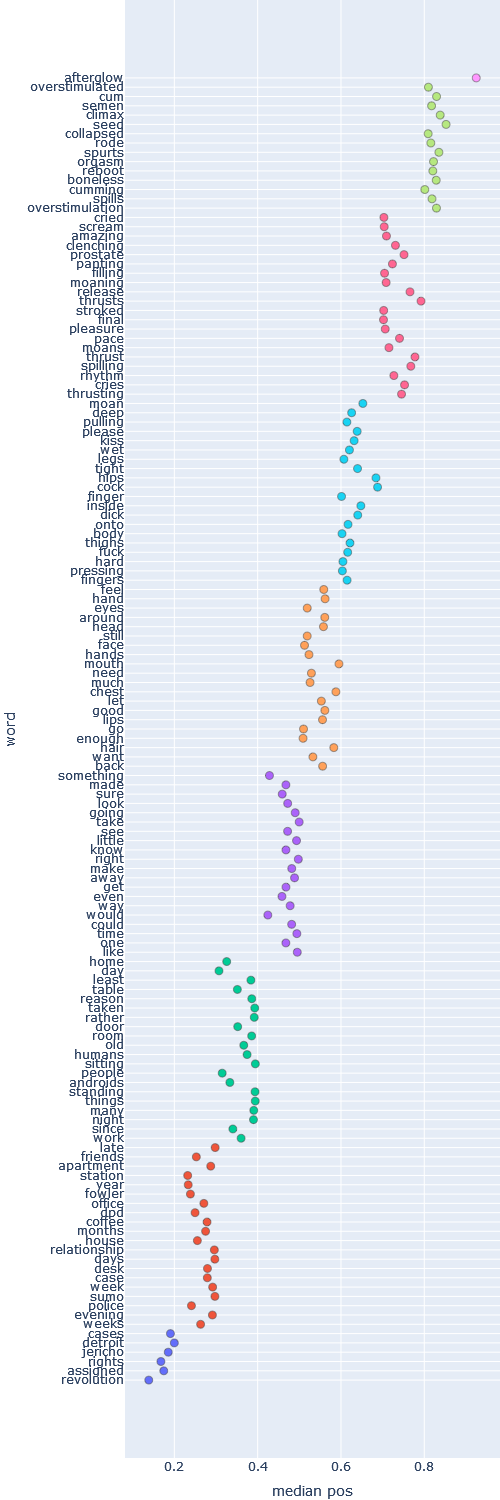 afterglow
overstimulated
cum
semen
climax
seed
collapsed
rode
spurts
orgasm
reboot
boneless
cumming
spills
overstimulation
cried
scream
amazing
clenching
prostate
panting
filling
moaning
release
thrusts
stroked
final
pleasure
pace
moans
thrust
spilling
rhythm
cries
thrusting
moan
deep
pulling
please
kiss
wet
legs
tight
hips
cock
finger
inside
dick
onto
body
thighs
fuck
hard
pressing
fingers
feel
hand
eyes
around
head
still
face
hands
mouth
need
much
chest
let
good
lips
go
enough
hair
want
back
something
made
sure
look
going
take
see
little
know
right
make
away
get
even
way
would
could
time
one
like
home
day
least
table
reason
taken
rather
door
room
old
humans
sitting
people
androids
standing
things
many
night
since
work
late
friends
apartment
station
year
fowler
office
dpd
coffee
months
house
relationship
days
desk
case
week
sumo
police
evening
weeks
cases
detroit
jericho
rights
assigned
revolution
word
0.2 0.4 0.6 0.8
median pos